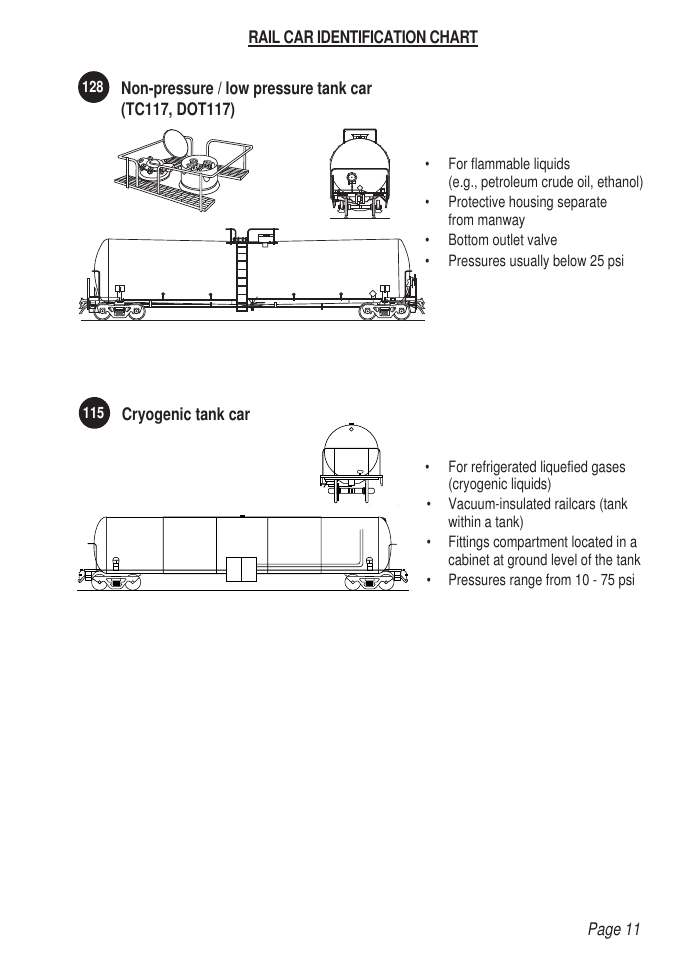 RAIL CAR IDENTIFICATION CHART
128 Non-pressure / low pressure tank car
(TC117, DOT117)
• For flammable liquids
(e.g., petroleum crude oil, ethanol)
• Protective housing separate
from manway
• Bottom outlet valve
• Pressures usually below 25 psi
115 Cryogenic tank car
• For refrigerated liquefied gases
(cryogenic liquids)
• Vacuum-insulated railcars (tank
within a tank)
• Fittings compartment located in a
cabinet at ground level of the tank
• Pressures range from 10 - 75 psi
Page 11